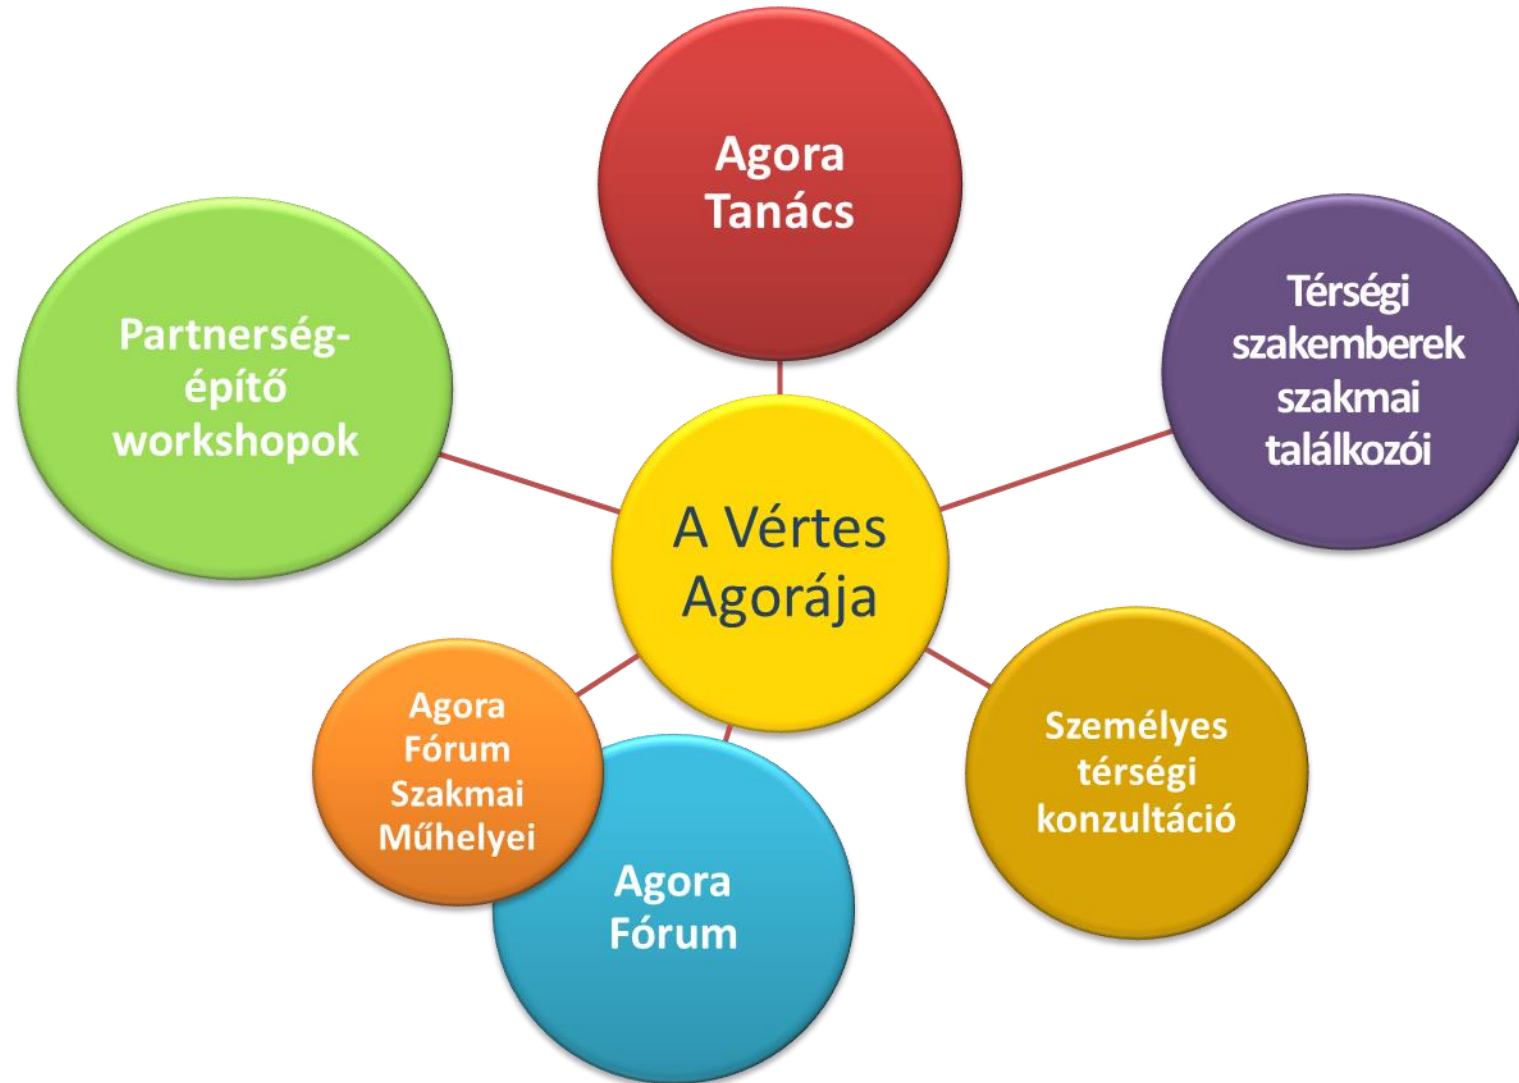 Agora
Tanács
Térségi
szakemberek
szakmai
találkozói
Partnerség-
építő
workshopok
A Vértes
Agorája
Agora
Fórum
Szakmai
Műhelyei
Személyes
térségi
konzultáció
Agora
Fórum